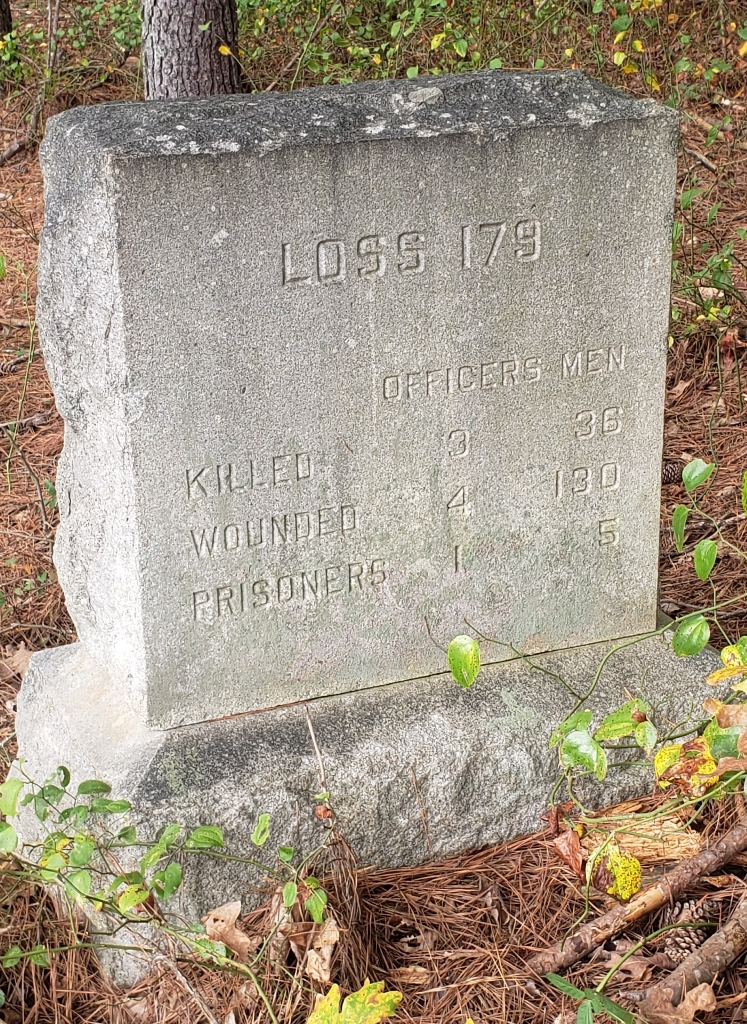 LOSS 179
OFFICERS MEN
KILLED 3 36
WOUNDED 4 130
PRISONERS 1 5